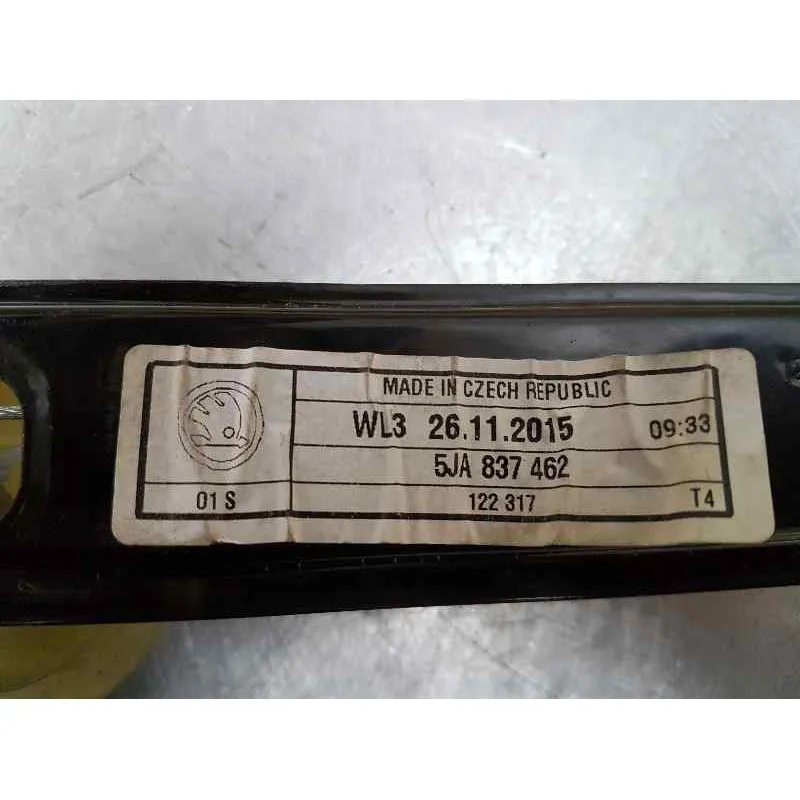 MADE IN CZECH REPUBLIC
WL3 26.11.2015 09:33
5JA 837 462
01 S 122 317 T4